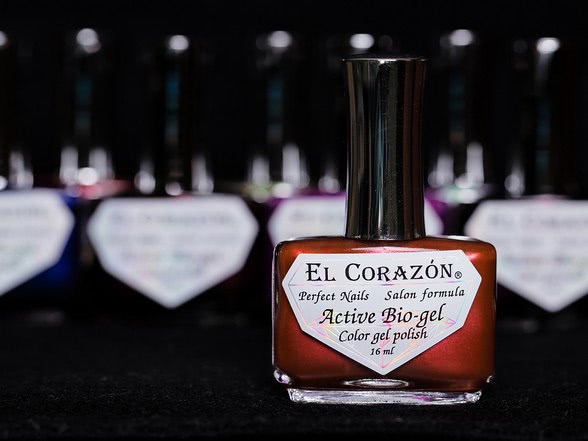 EL CORAZÓN®
Perfect Nails Salon formula
Active Bio-gel
Color gel polish
16 ml